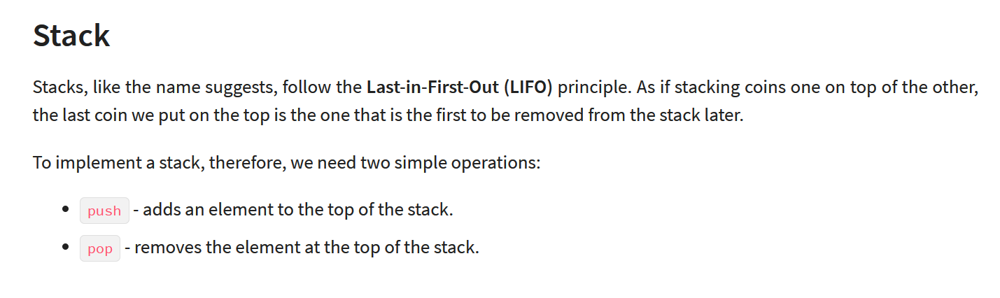 Stack
Stacks, like the name suggests, follow the Last-in-First-Out (LIFO) principle. As if stacking coins one on top of the other,
the last coin we put on the top is the one that is the first to be removed from the stack later.
To implement a stack, therefore, we need two simple operations:
• push - adds an element to the top of the stack.
• pop - removes the element at the top of the stack.